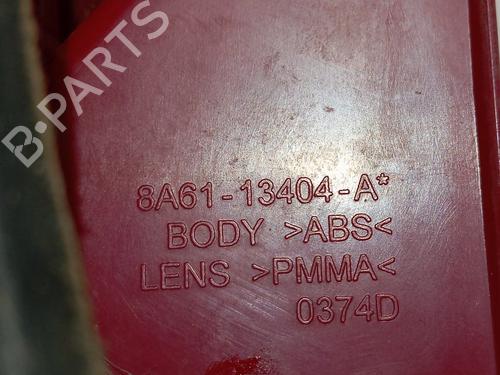 B-PARTS
8A61-13404-A*
BODY >ABS<
LENS >PMMA<
0374D